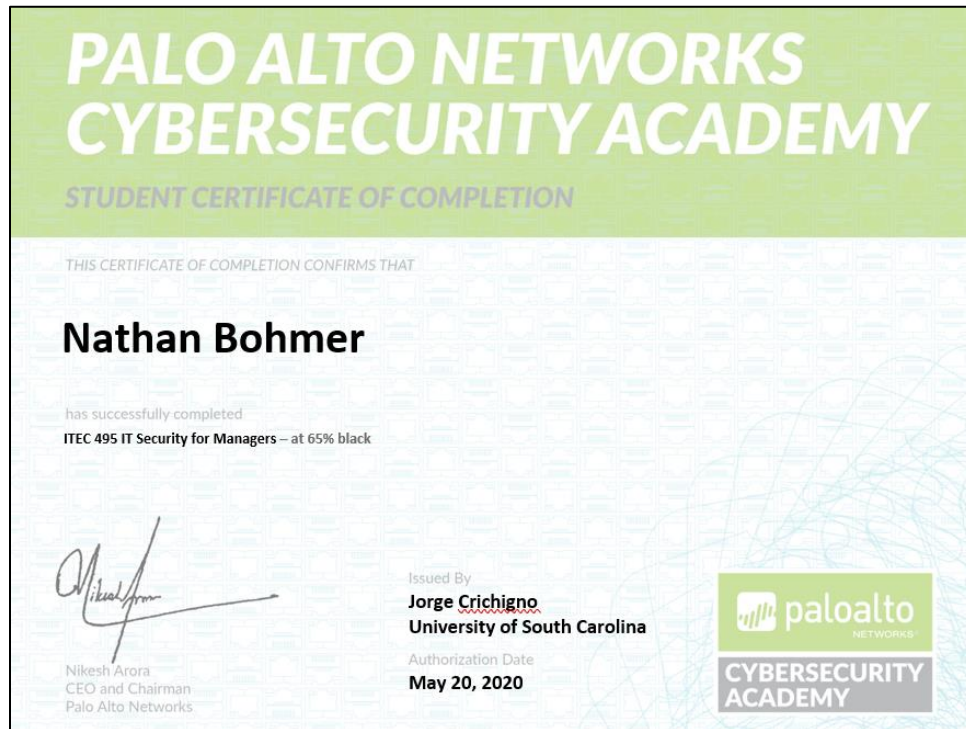 PALO ALTO NETWORKS
CYBERSECURITY ACADEMY
STUDENT CERTIFICATE OF COMPLETION
THIS CERTIFICATE OF COMPLETION CONFIRMS THAT
Nathan Bohmer
has successfully completed
ITEC 495 IT Security for Managers – at 65% black
Nikesh Arora
Nikesh Arora
CEO and Chairman
Palo Alto Networks
Issued By
Jorge Crichigno
University of South Carolina
Authorization Date
May 20, 2020
paloalto
NETWORKS
CYBERSECURITY
ACADEMY